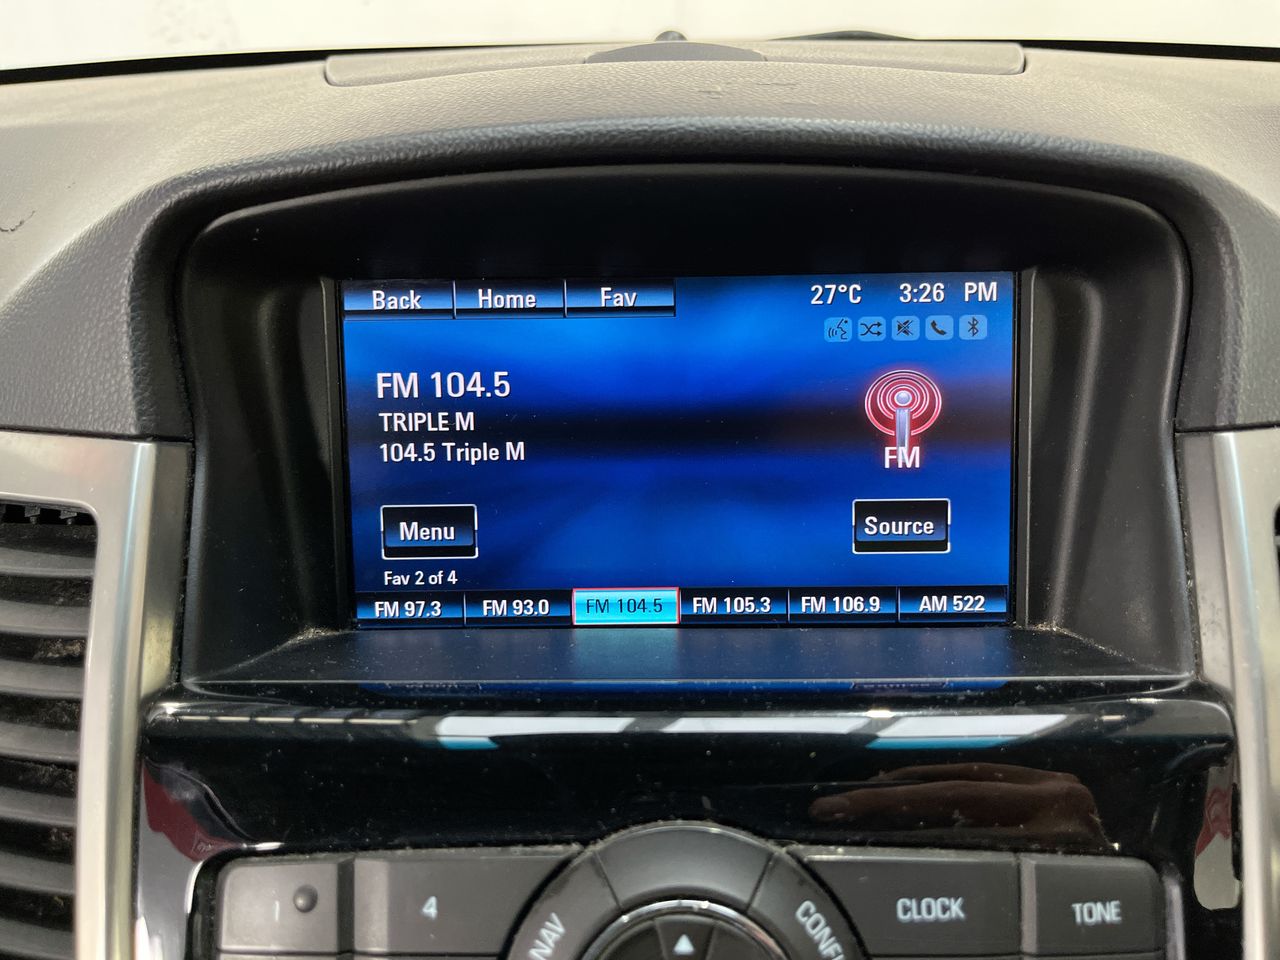 Back Home Fav 27°C 3:26 PM
FM 104.5
TRIPLE M
104.5 Triple M
FM
Menu Source
Fav 2 of 4
FM 97.3 FM 93.0 FM 104.5 FM 105.3 FM 106.9 AM 522
1 4 NAV CONFI CLOCK TONE